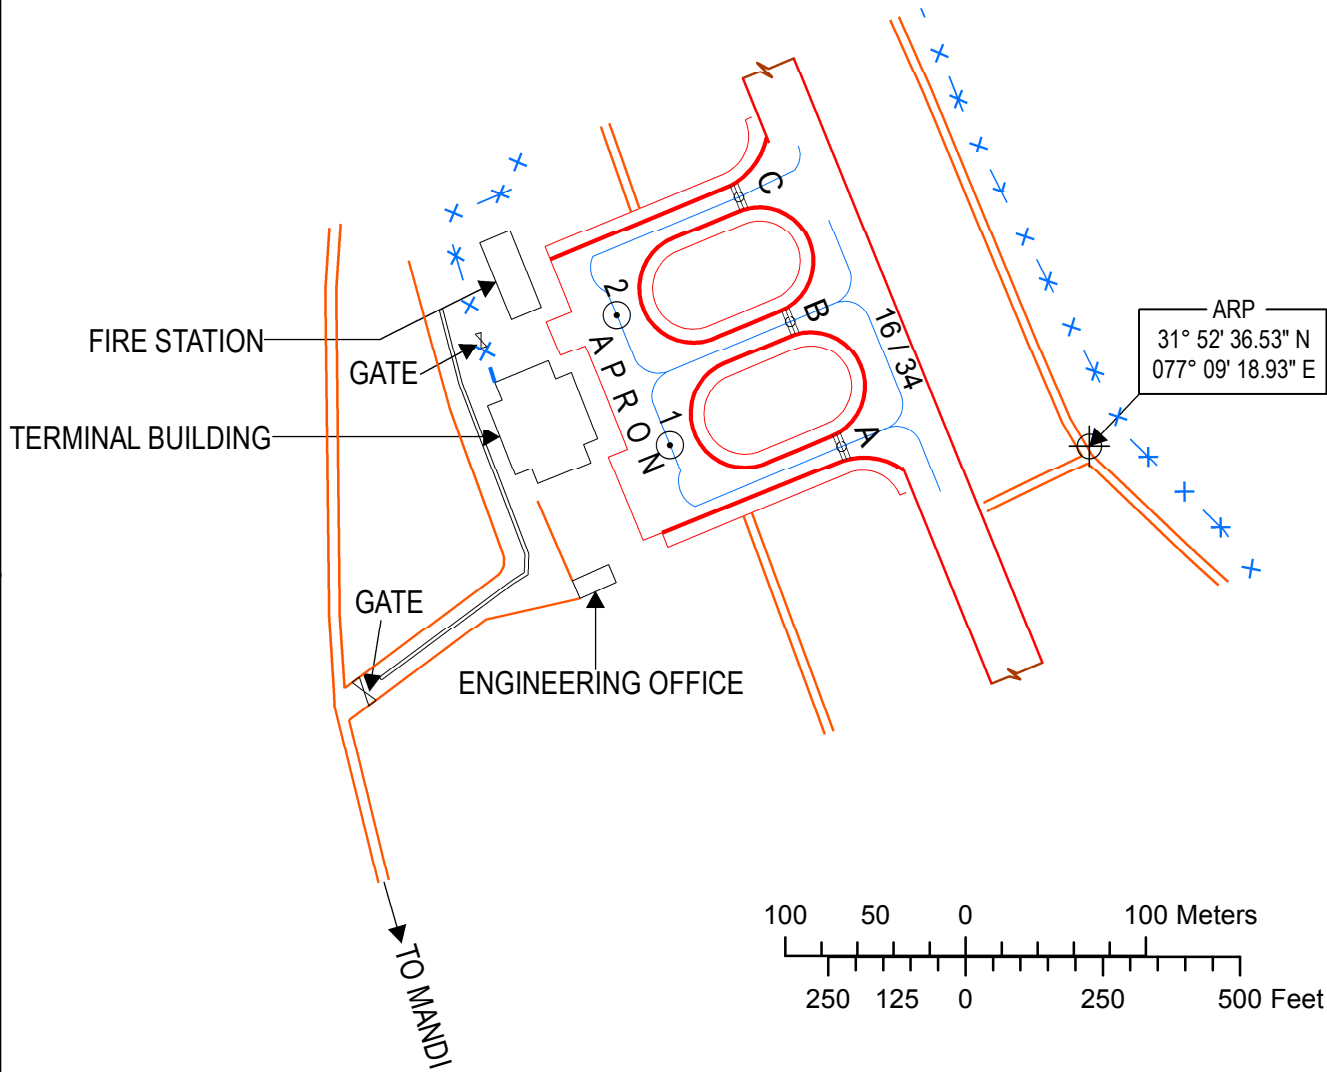 C
2
B
16 / 34
ARP
31° 52' 36.53" N
077° 09' 18.93" E
FIRE STATION
GATE
APRON
1
A
TERMINAL BUILDING
GATE
ENGINEERING OFFICE
100 50 0 100 Meters
250 125 0 250 500 Feet
TO MANDI